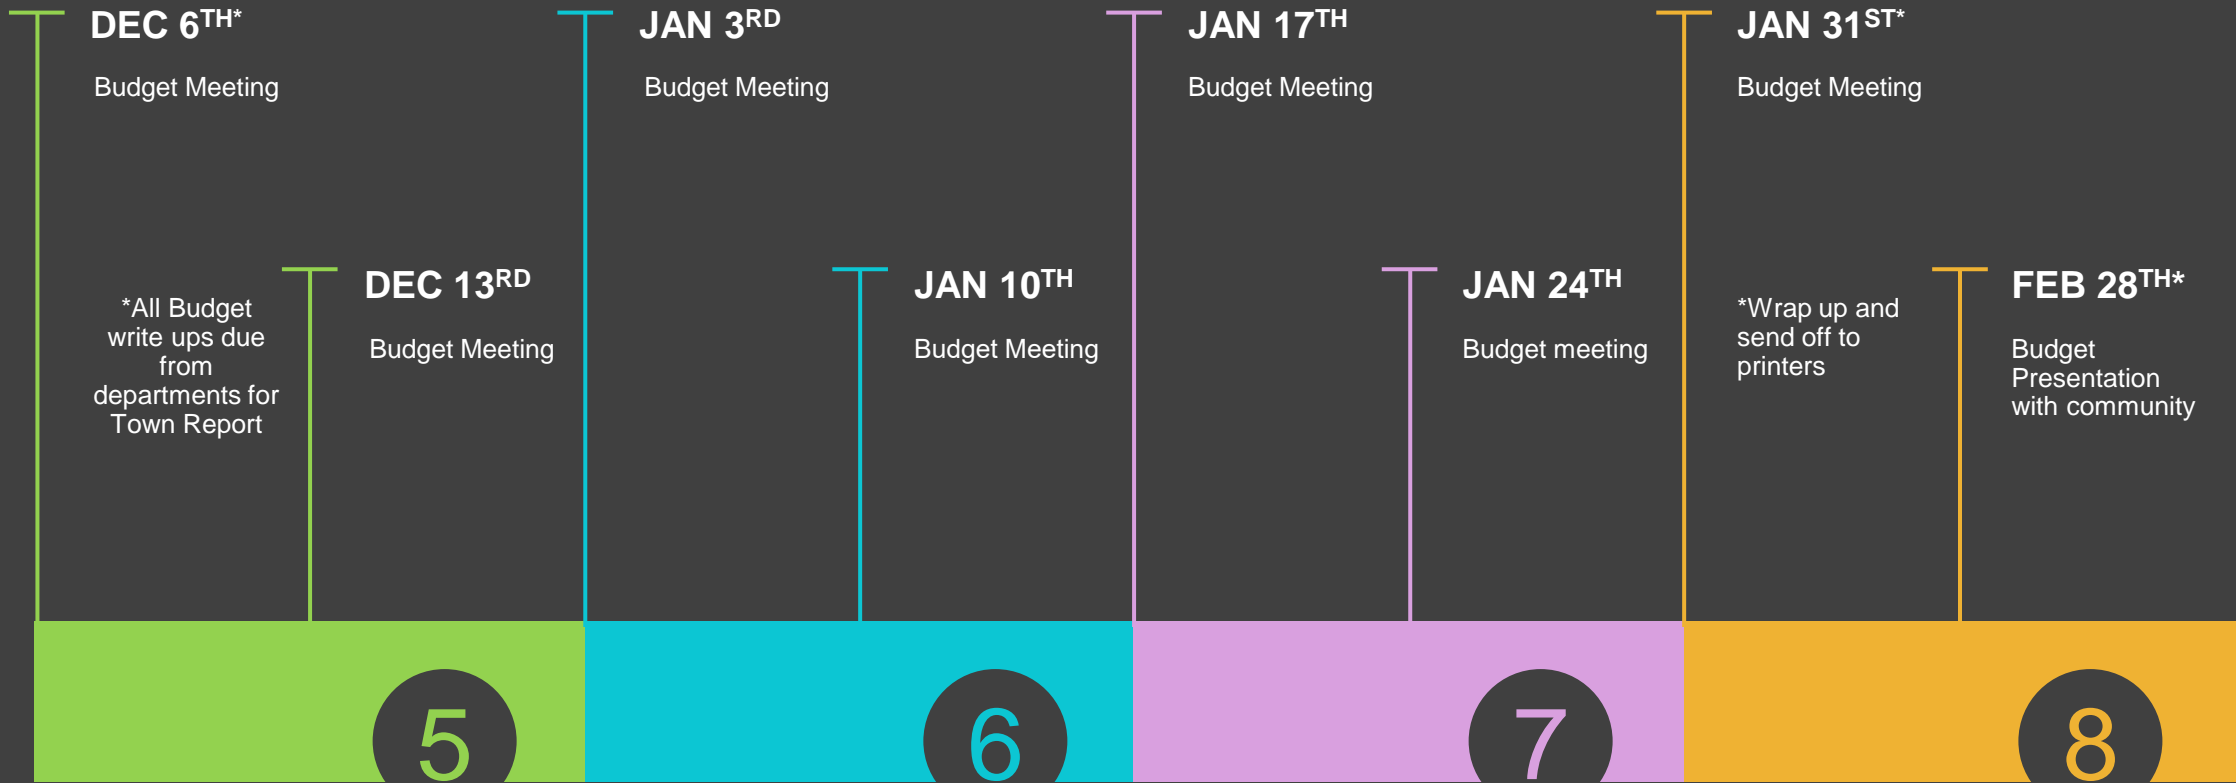 DEC 6TH*
Budget Meeting
*All Budget
write ups due
from
departments for
Town Report
DEC 13RD
Budget Meeting
JAN 3RD
Budget Meeting
JAN 10TH
Budget Meeting
JAN 17TH
Budget Meeting
JAN 24TH
Budget meeting
JAN 31ST*
Budget Meeting
*Wrap up and
send off to
printers
FEB 28TH*
Budget
Presentation
with community
5
6
7
8